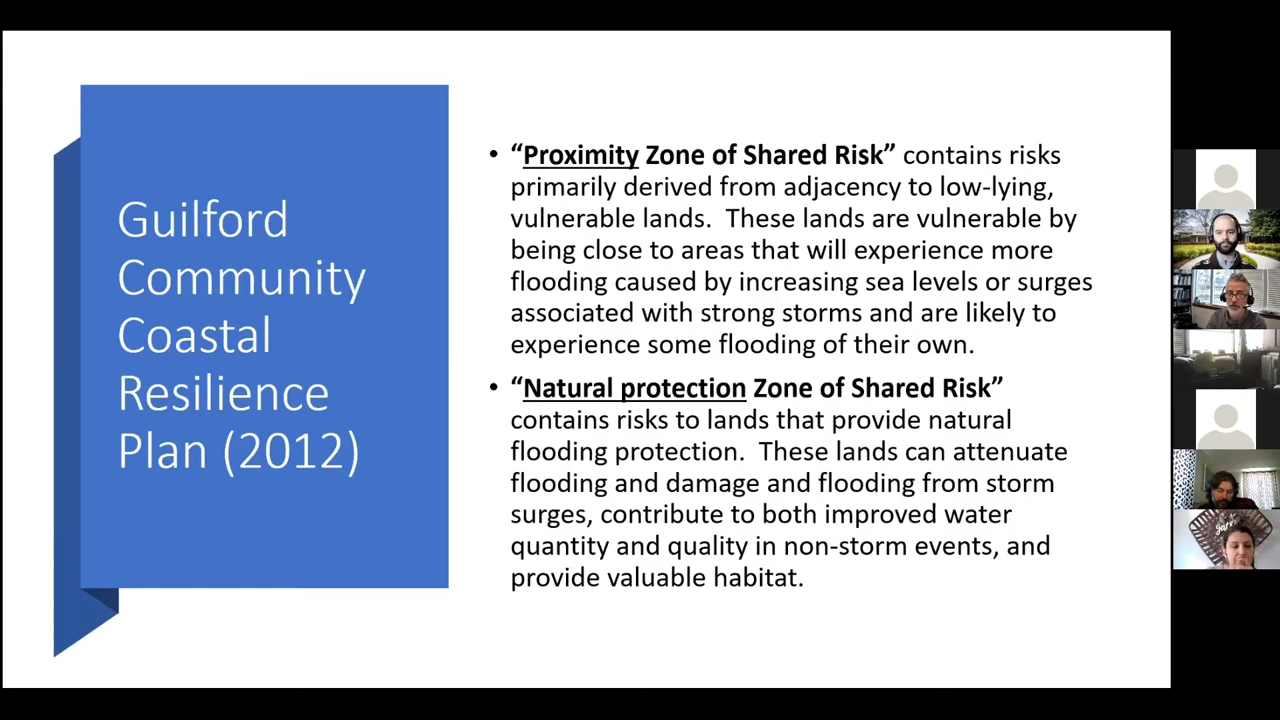 Guilford
Community
Coastal
Resilience
Plan (2012)
• “Proximity Zone of Shared Risk” contains risks
primarily derived from adjacency to low-lying,
vulnerable lands.  These lands are vulnerable by
being close to areas that will experience more
flooding caused by increasing sea levels or surges
associated with strong storms and are likely to
experience some flooding of their own.
• “Natural protection Zone of Shared Risk”
contains risks to lands that provide natural
flooding protection.  These lands can attenuate
flooding and damage and flooding from storm
surges, contribute to both improved water
quantity and quality in non-storm events, and
provide valuable habitat.